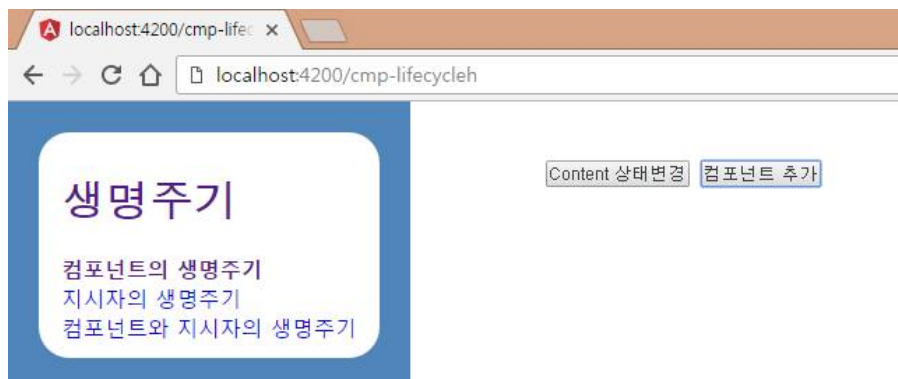 localhost:4200/cmp-lifec
localhost:4200/cmp-lifecycleh
생명주기
컴포넌트의 생명주기
지시자의 생명주기
컴포넌트와 지시자의 생명주기
Content 상태변경 컴포넌트 추가